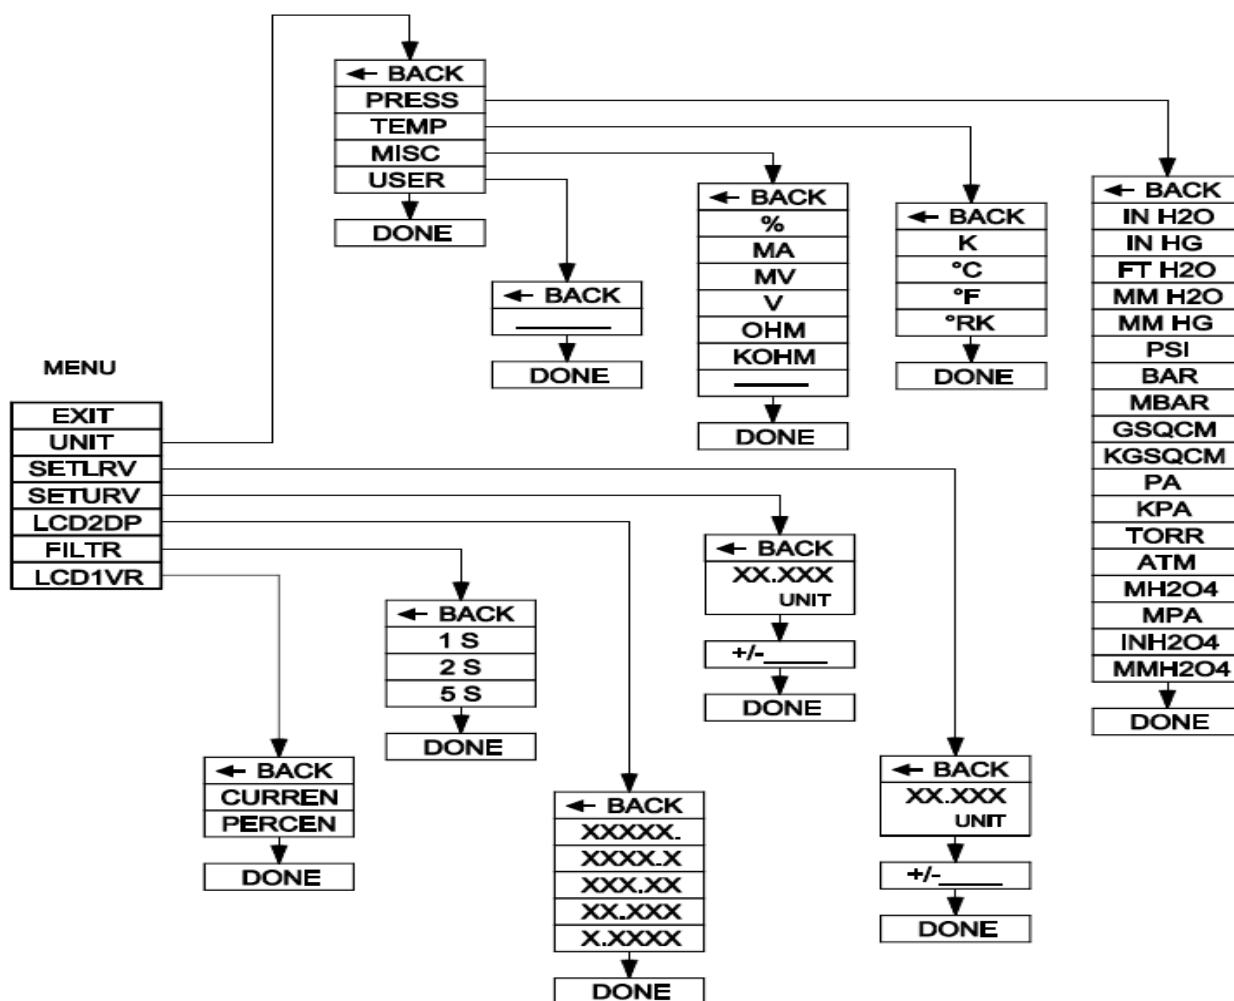 ← BACK
PRESS
TEMP
MISC
USER
DONE
← BACK
DONE
← BACK
%
MA
MV
V
OHM
KOHM
DONE
← BACK
K
°C
°F
°RK
DONE
← BACK
IN H2O
IN HG
FT H2O
MM H2O
MM HG
PSI
BAR
MBAR
GSQCM
KGSQCM
PA
KPA
TORR
ATM
MH2O4
MPA
INH2O4
MMH2O4
DONE
MENU
EXIT
UNIT
SETLRV
SETURV
LCD2DP
FILTR
LCD1VR
← BACK
CURREN
PERCEN
DONE
← BACK
1 S
2 S
5 S
DONE
← BACK
XXXXX.
XXXX.X
XXX.XX
XX.XXX
X.XXXX
DONE
← BACK
XX.XXX
UNIT
+/-_____
DONE
← BACK
XX.XXX
UNIT
+/-_____
DONE